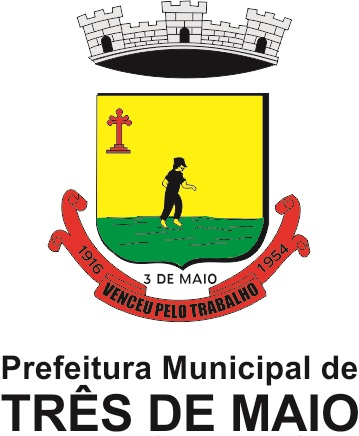 1916
3 DE MAIO
1954
VENCEU PELO TRABALHO
Prefeitura Municipal de
TRÊS DE MAIO